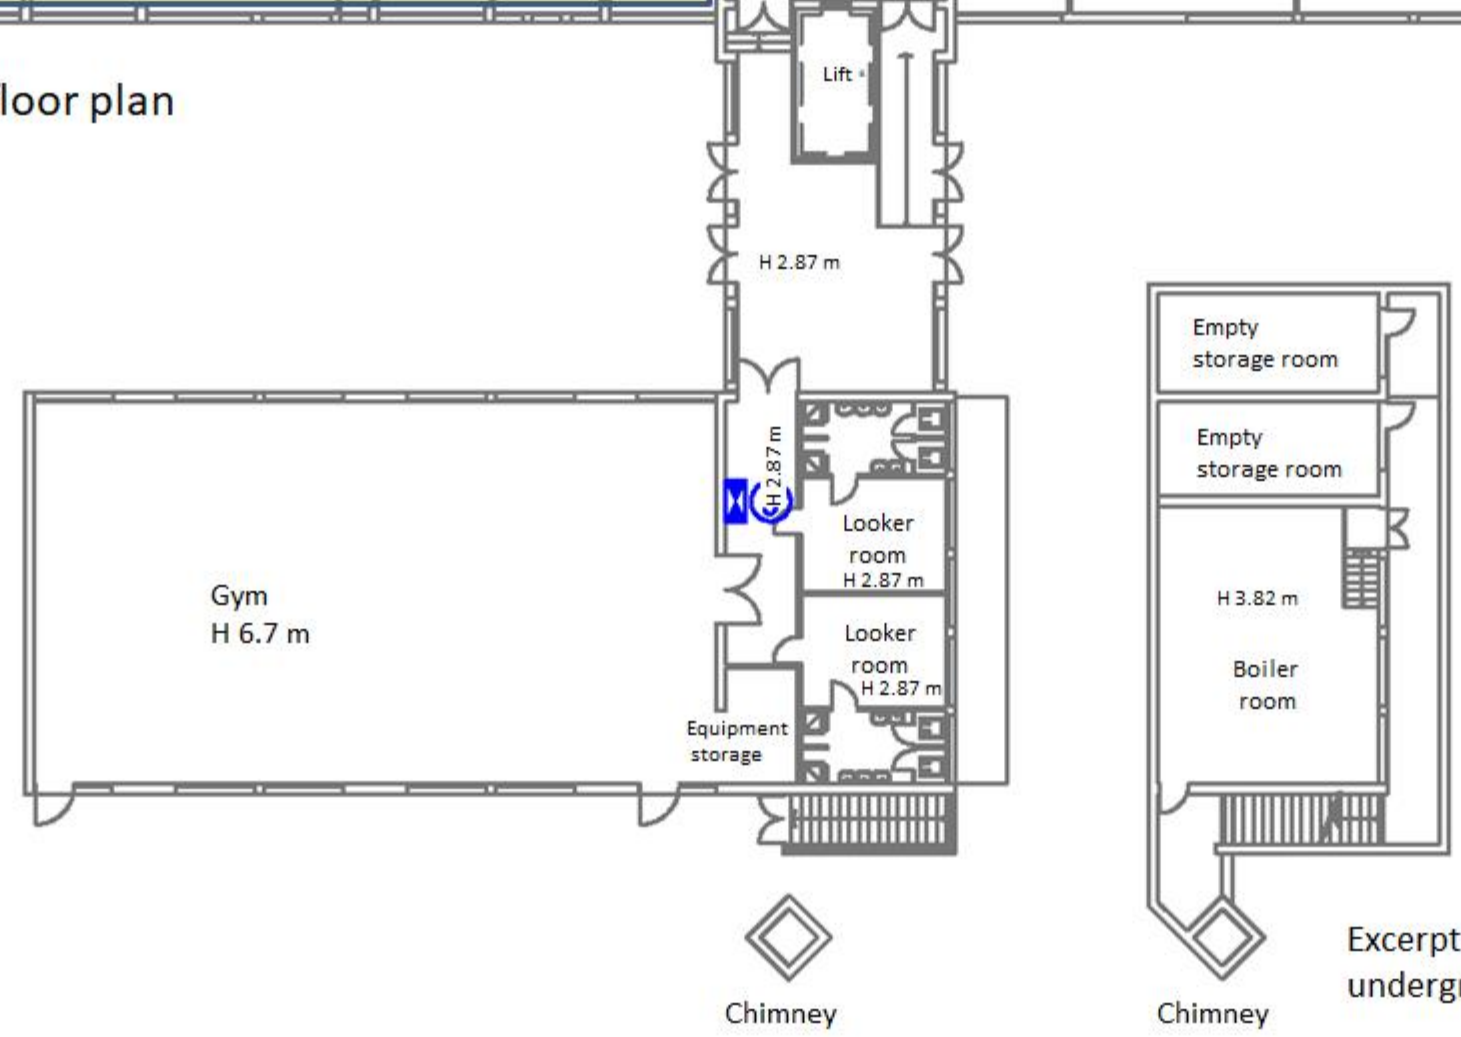 Lift
loor plan
H 2.87 m
Empty
storage room
Empty
storage room
H 2.87 m
Looker
room
H 2.87 m
Gym
H 6.7 m
H 3.82 m
Looker
room
H 2.87 m
Boiler
room
Equipment
storage
Excerpt
underg
Chimney
Chimney